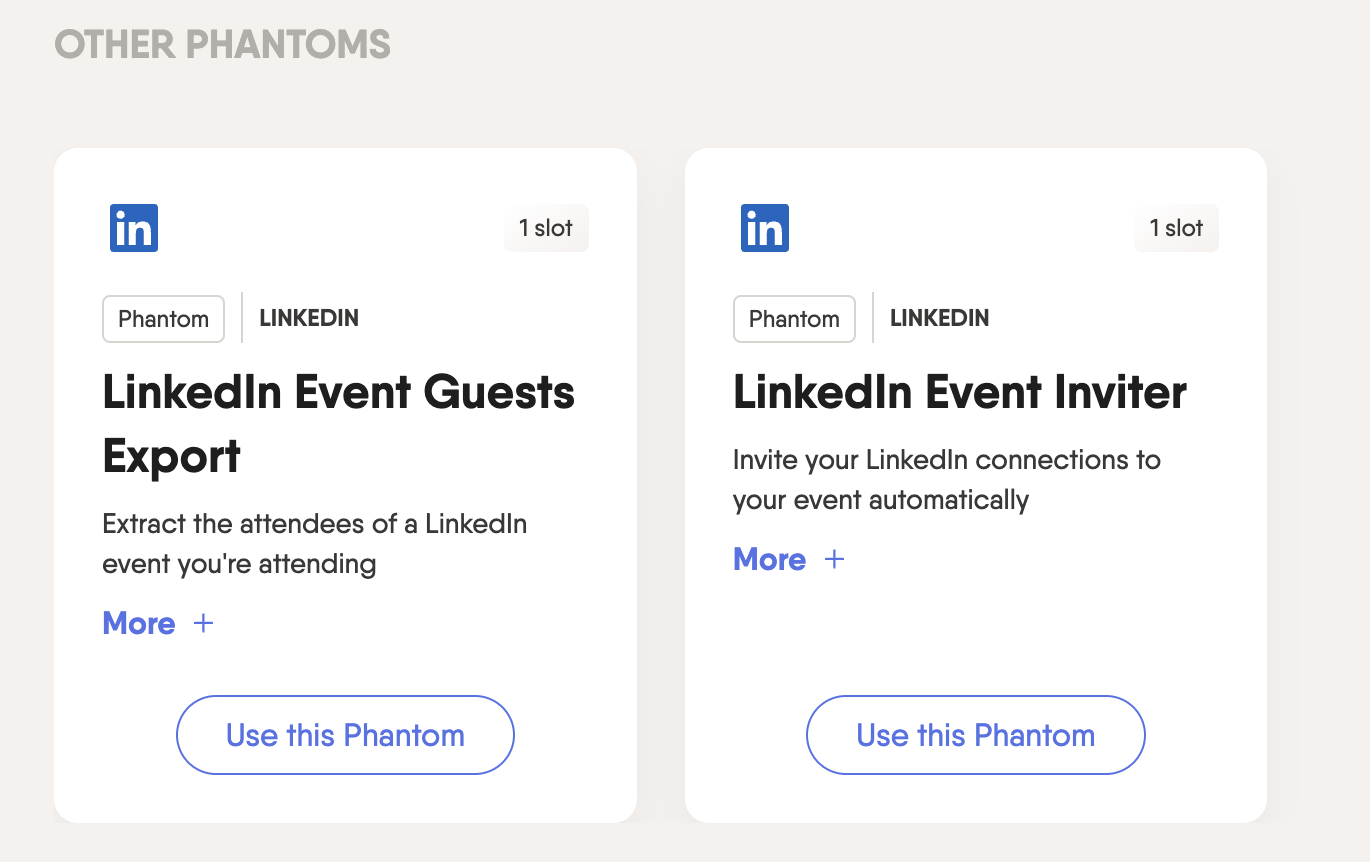 OTHER PHANTOMS
in
1 slot
Phantom
LINKEDIN
LinkedIn Event Guests
Export
Extract the attendees of a LinkedIn
event you're attending
More +
Use this Phantom
in
1 slot
Phantom
LINKEDIN
LinkedIn Event Inviter
Invite your LinkedIn connections to
your event automatically
More +
Use this Phantom